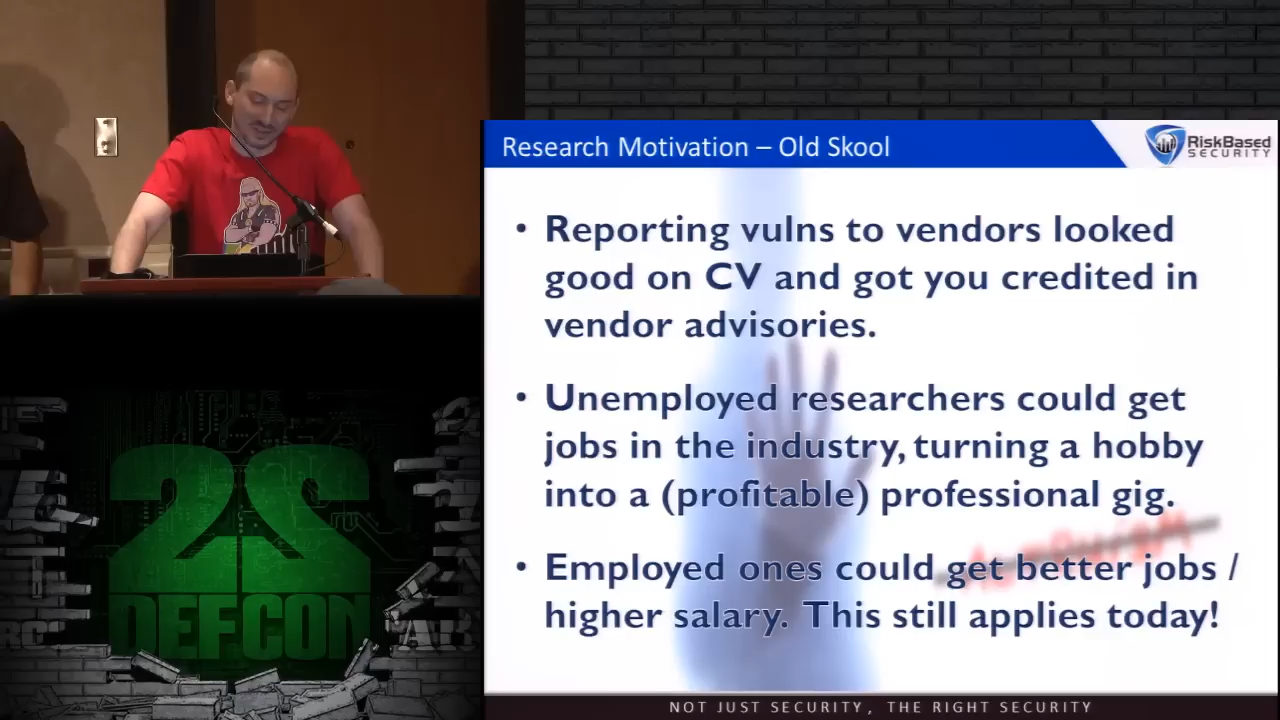 Research Motivation – Old Skool
RiskBased
SECURITY
• Reporting vulns to vendors looked
good on CV and got you credited in
vendor advisories.
• Unemployed researchers could get
jobs in the industry, turning a hobby
into a (profitable) professional gig.
• Employed ones could get better jobs /
higher salary. This still applies today!
22
DEFCON
NOT JUST SECURITY, THE RIGHT SECURITY